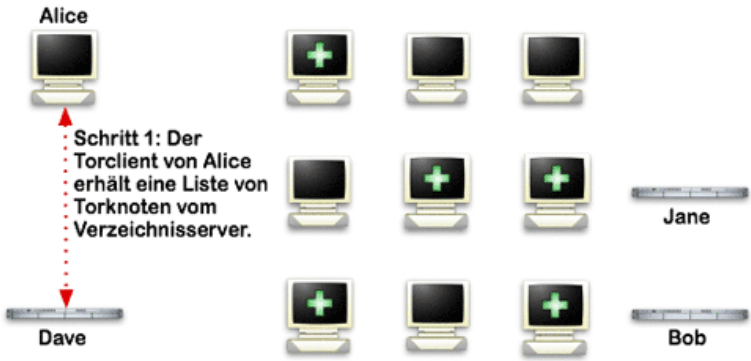 Alice
Schritt 1: Der
Torclient von Alice
erhält eine Liste von
Torknoten vom
Verzeichnisserver.
Jane
Dave
Bob